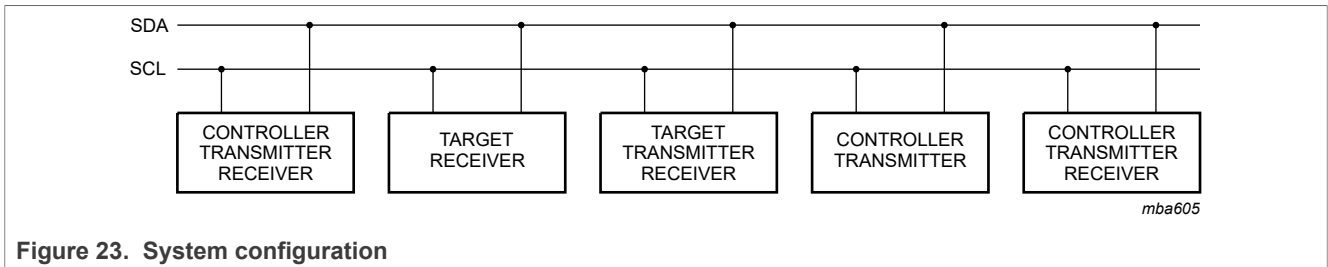 SDA
SCL
CONTROLLER
TRANSMITTER
RECEIVER
TARGET
RECEIVER
TARGET
TRANSMITTER
RECEIVER
CONTROLLER
TRANSMITTER
CONTROLLER
TRANSMITTER
RECEIVER
mba605
Figure 23. System configuration